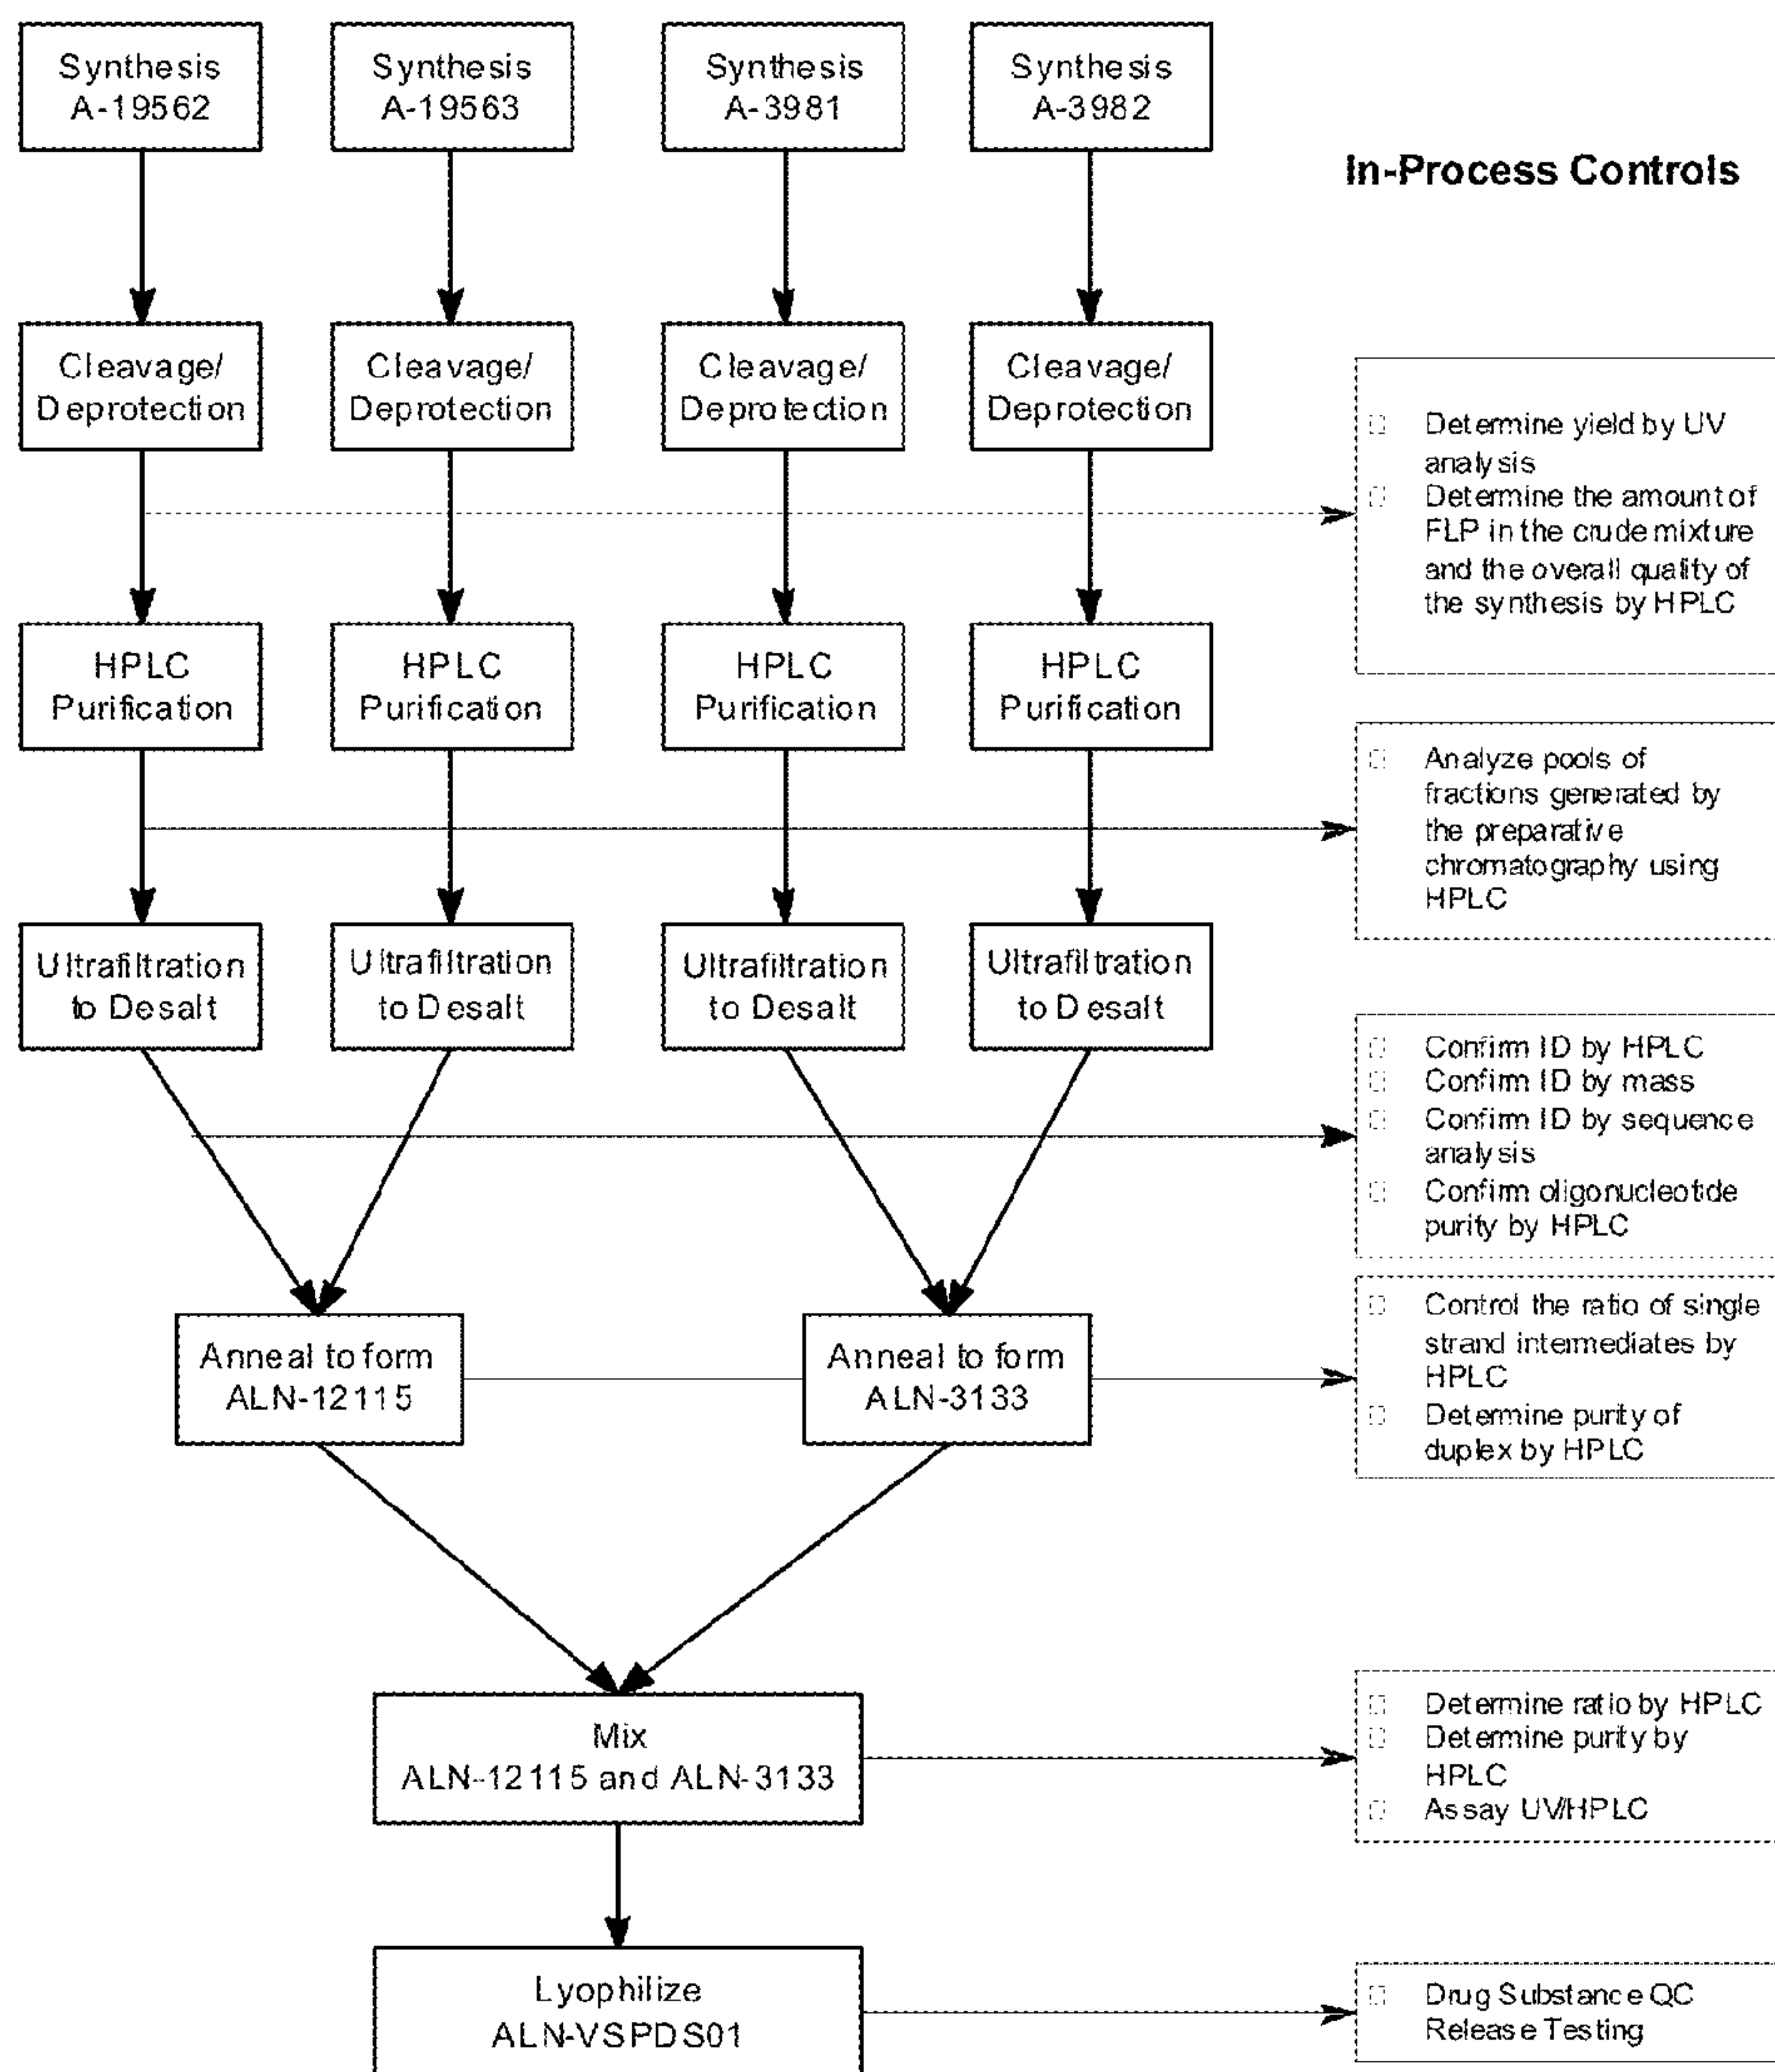 Synthesis
A-19562
Synthesis
A-19563
Synthesis
A-3981
Synthesis
A-3982
In-Process Controls
Cleavage/
Deprotection
Cleavage/
Deprotection
Cleavage/
Deprotection
Cleavage/
Deprotection
Determine yield by UV
analysis
Determine the amount of
FLP in the crude mixture
and the overall quality of
the synthesis by HPLC
HPLC
Purification
HPLC
Purification
HPLC
Purification
HPLC
Purification
Analyze pools of
fractions generated by
the preparative
chromatography using
HPLC
Ultrafiltration
to Desalt
Ultrafiltration
to Desalt
Ultrafiltration
to Desalt
Ultrafiltration
to Desalt
Confirm ID by HPLC
Confirm ID by mass
Confirm ID by sequence
analysis
Confirm oligonucleotide
purity by HPLC
Anneal to form
ALN-12115
Anneal to form
ALN-3133
Control the ratio of single
strand intermediates by
HPLC
Determine purity of
duplex by HPLC
Mix
ALN-12115 and ALN-3133
Determine ratio by HPLC
Determine purity by
HPLC
Assay UV/HPLC
Lyophilize
ALN-VSPDS01
Drug Substance QC
Release Testing